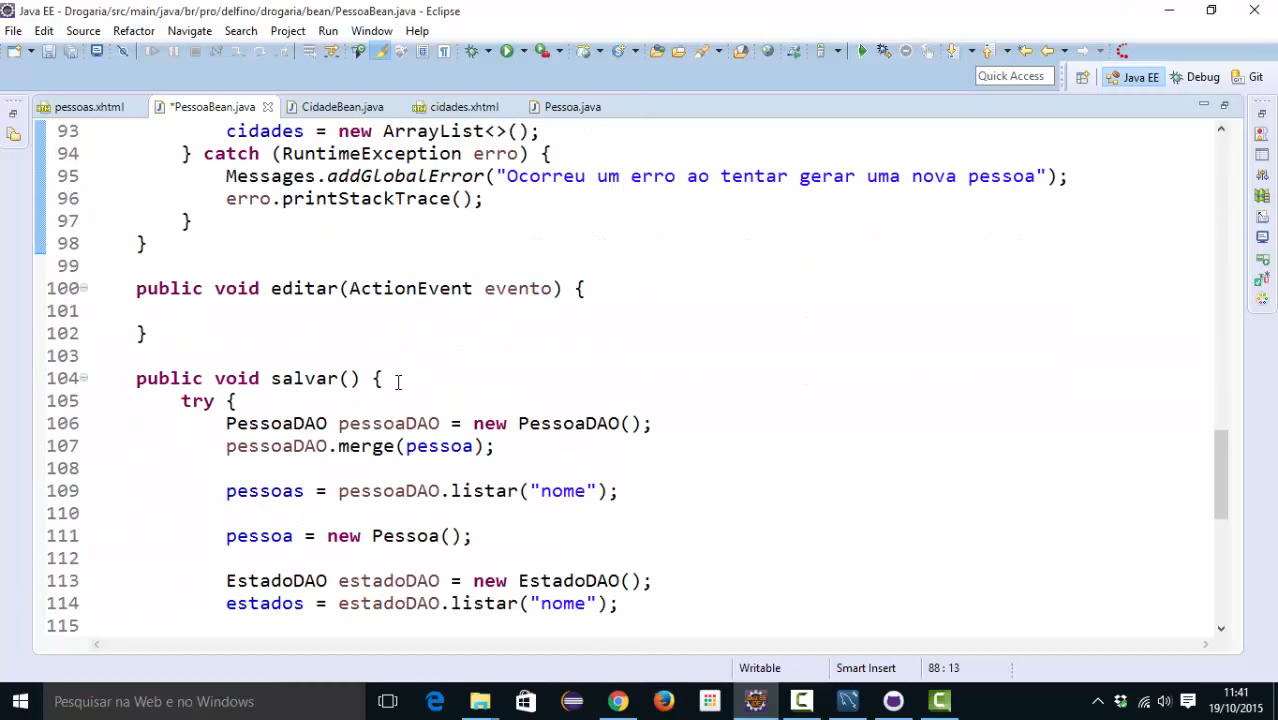 Java EE - Drogaria/src/main/java/br/pro/delfino/drogaria/bean/PessoaBean.java - Eclipse
File Edit Source Refactor Navigate Search Project Run Window Help
Quick Access Java EE Debug Git
pessoas.xhtml *PessoaBean.java CidadeBean.java cidades.xhtml Pessoa.java
93 cidades = new ArrayList<>();
94 } catch (RuntimeException erro) {
95 Messages.addGlobalError("Ocorreu um erro ao tentar gerar uma nova pessoa");
96 erro.printStackTrace();
97 }
98 }
99
100 public void editar(ActionEvent evento) {
101
102 }
103
104 public void salvar() {
105 try {
106 PessoaDAO pessoaDAO = new PessoaDAO();
107 pessoaDAO.merge(pessoa);
108
109 pessoas = pessoaDAO.listar("nome");
110
111 pessoa = new Pessoa();
112
113 EstadoDAO estadoDAO = new EstadoDAO();
114 estados = estadoDAO.listar("nome");
115
Writable Smart Insert 88 : 13
Pesquisar na Web e no Windows
11:41
19/10/2015